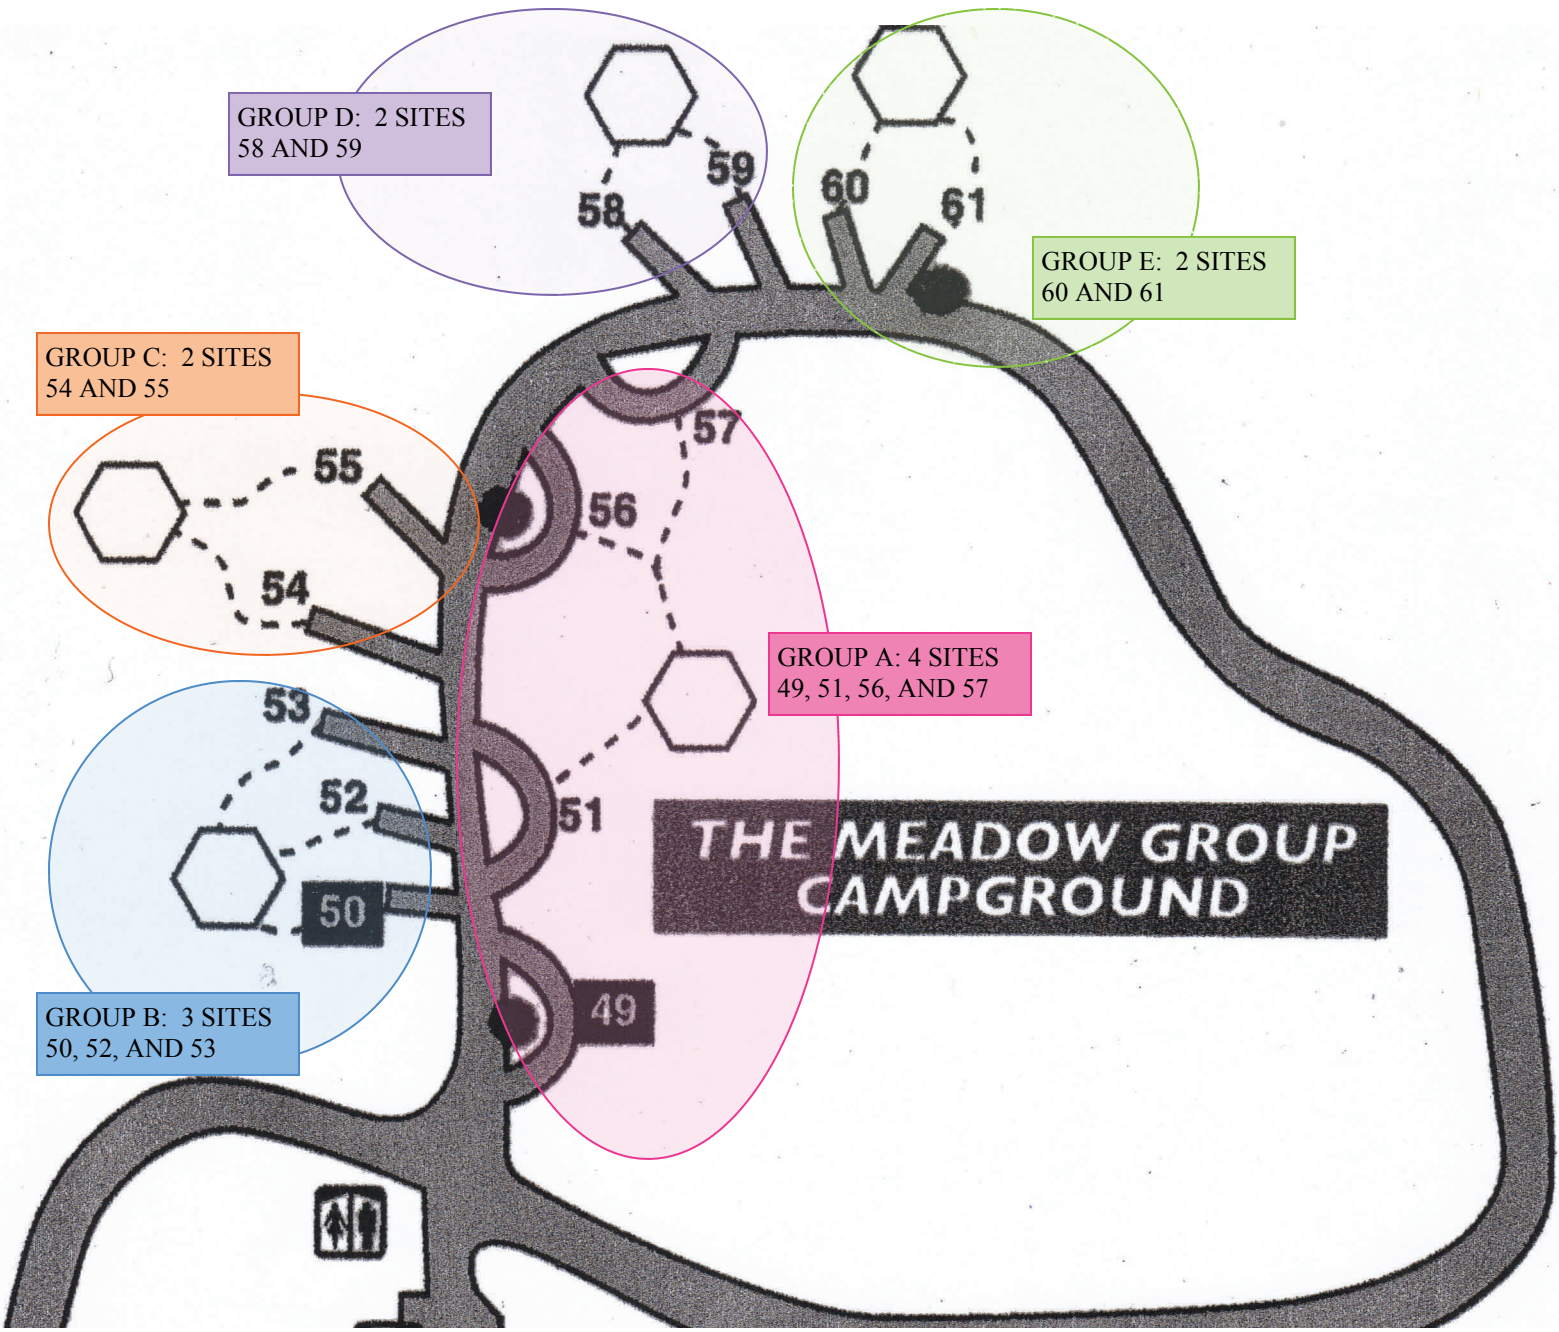 GROUP D:  2 SITES
58 AND 59
59
58
60
61
GROUP E:  2 SITES
60 AND 61
GROUP C:  2 SITES
54 AND 55
57
55
56
54
GROUP A: 4 SITES
49, 51, 56, AND 57
53
52
51
THE MEADOW GROUP
CAMPGROUND
50
49
GROUP B:  3 SITES
50, 52, AND 53